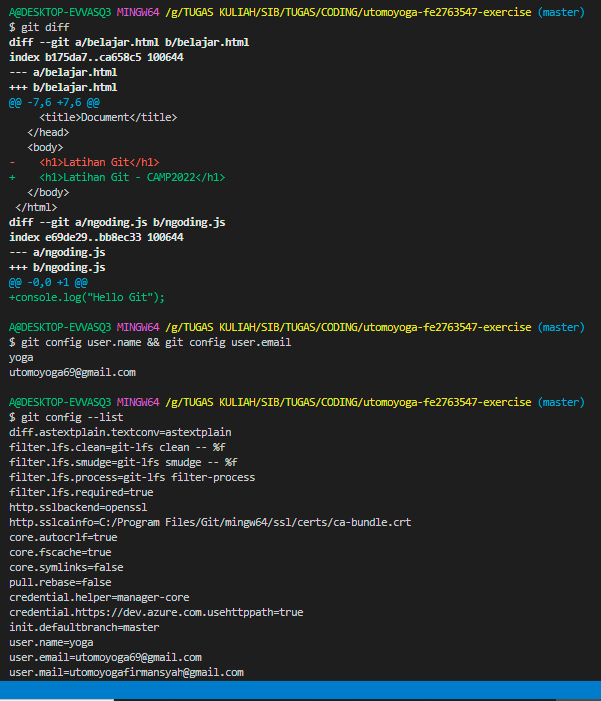 A@DESKTOP-EVVASQ3 MINGW64 /g/TUGAS KULIAH/SIB/TUGAS/CODING/utomoyoga-fe2763547-exercise (master)
$ git diff
diff --git a/belajar.html b/belajar.html
index b175da7..ca658c5 100644
--- a/belajar.html
+++ b/belajar.html
@@ -7,6 +7,6 @@
     <title>Document</title>
   </head>
   <body>
-    <h1>Latihan Git</h1>
+    <h1>Latihan Git - CAMP2022</h1>
   </body>
 </html>
diff --git a/ngoding.js b/ngoding.js
index e69de29..bb8ec33 100644
--- a/ngoding.js
+++ b/ngoding.js
@@ -0,0 +1 @@
+console.log("Hello Git");
A@DESKTOP-EVVASQ3 MINGW64 /g/TUGAS KULIAH/SIB/TUGAS/CODING/utomoyoga-fe2763547-exercise (master)
$ git config user.name && git config user.email
yoga
utomoyoga69@gmail.com
A@DESKTOP-EVVASQ3 MINGW64 /g/TUGAS KULIAH/SIB/TUGAS/CODING/utomoyoga-fe2763547-exercise (master)
$ git config --list
diff.astextplain.textconv=astextplain
filter.lfs.clean=git-lfs clean -- %f
filter.lfs.smudge=git-lfs smudge -- %f
filter.lfs.process=git-lfs filter-process
filter.lfs.required=true
http.sslbackend=openssl
http.sslcainfo=C:/Program Files/Git/mingw64/ssl/certs/ca-bundle.crt
core.autocrlf=true
core.fscache=true
core.symlinks=false
pull.rebase=false
credential.helper=manager-core
credential.https://dev.azure.com.usehttppath=true
init.defaultbranch=master
user.name=yoga
user.email=utomoyoga69@gmail.com
user.mail=utomoyogafirmansyah@gmail.com